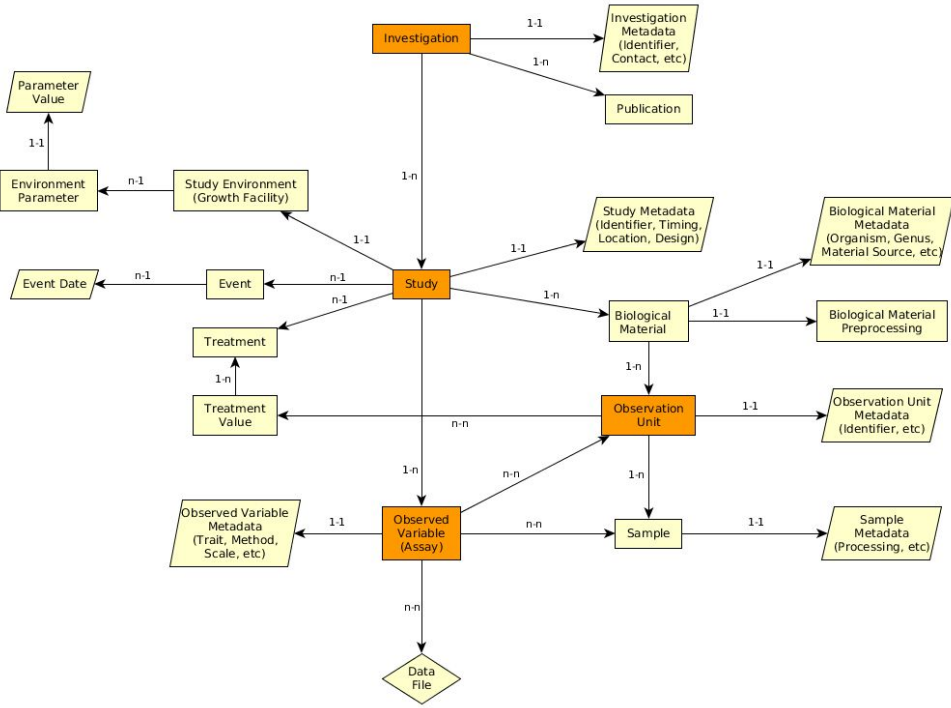 1-1
Investigation
Metadata
(Identifier,
Contact, etc)
Investigation
1-n
Publication
Parameter
Value
1-1
1-n
Environment
Parameter
n-1
Study Environment
(Growth Facility)
1-1
Study Metadata
(Identifier, Timing,
Location, Design)
1-1
Biological Material
Metadata
(Organism, Genus,
Material Source, etc)
1-1
Event Date
n-1
Event
n-1
Study
n-1
1-n
Biological
Material
1-1
Biological Material
Preprocessing
Treatment
1-n
1-n
Treatment
Value
n-n
Observation
Unit
1-1
Observation Unit
Metadata
(Identifier, etc)
1-n
n-n
1-n
Observed Variable
Metadata
(Trait, Method,
Scale, etc)
1-1
Observed
Variable
(Assay)
n-n
Sample
1-1
Sample
Metadata
(Processing, etc)
n-n
Data
File